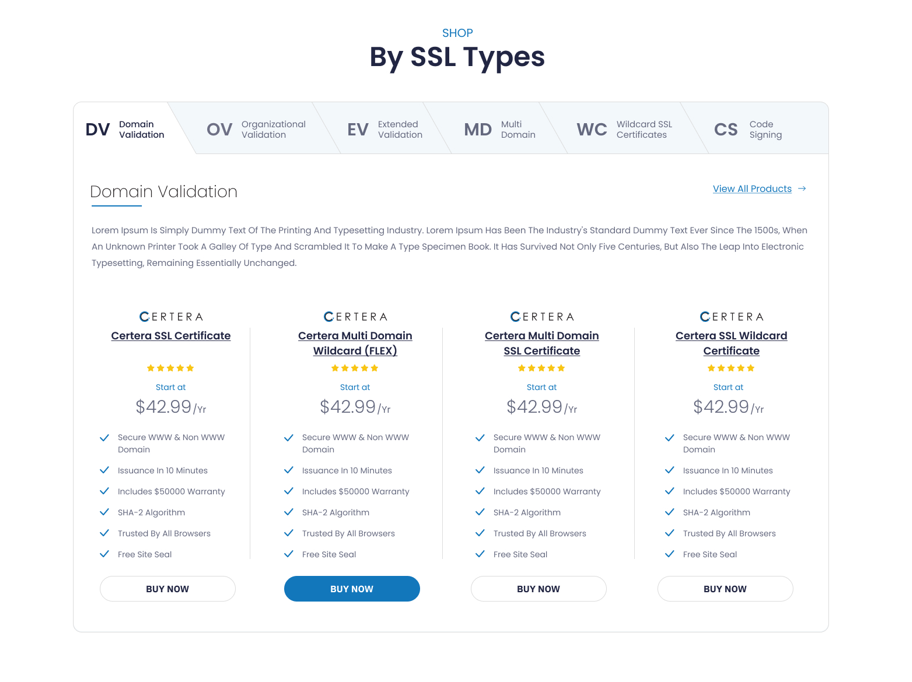 SHOP
By SSL Types
DV Domain Validation
OV Organizational Validation
EV Extended Validation
MD Multi Domain
WC Wildcard SSL Certificates
CS Code Signing
Domain Validation
View All Products →
Lorem Ipsum Is Simply Dummy Text Of The Printing And Typesetting Industry. Lorem Ipsum Has Been The Industry's Standard Dummy Text Ever Since The 1500s, When
An Unknown Printer Took A Galley Of Type And Scrambled It To Make A Type Specimen Book. It Has Survived Not Only Five Centuries, But Also The Leap Into Electronic
Typesetting, Remaining Essentially Unchanged.
CERTERA
Certera SSL Certificate
Start at
$42.99/Yr
Secure WWW & Non WWW
Domain
Issuance In 10 Minutes
Includes $50000 Warranty
SHA-2 Algorithm
Trusted By All Browsers
Free Site Seal
BUY NOW
CERTERA
Certera Multi Domain
Wildcard (FLEX)
Start at
$42.99/Yr
Secure WWW & Non WWW
Domain
Issuance In 10 Minutes
Includes $50000 Warranty
SHA-2 Algorithm
Trusted By All Browsers
Free Site Seal
BUY NOW
CERTERA
Certera Multi Domain
SSL Certificate
Start at
$42.99/Yr
Secure WWW & Non WWW
Domain
Issuance In 10 Minutes
Includes $50000 Warranty
SHA-2 Algorithm
Trusted By All Browsers
Free Site Seal
BUY NOW
CERTERA
Certera SSL Wildcard
Certificate
Start at
$42.99/Yr
Secure WWW & Non WWW
Domain
Issuance In 10 Minutes
Includes $50000 Warranty
SHA-2 Algorithm
Trusted By All Browsers
Free Site Seal
BUY NOW